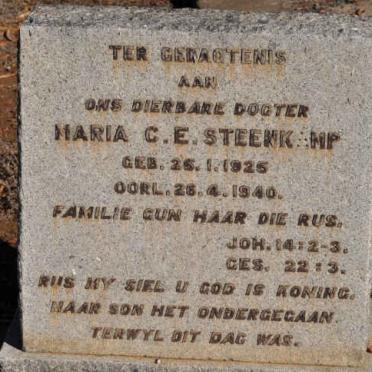 TER GEDAGTENIS
AAN
ONS DIERBARE DOGTER
MARIA C.E. STEENK MP
GEB. 26.1.1925
OORL. 26.4.1940.
FAMILIE GUN HAAR DIE RUS.
JOH. 14:2-3.
GES. 22:3.
RUS MY SIEL U GOD IS KONING.
HAAR SON HET ONDERGEGAAN
TERWYL DIT DAG WAS.